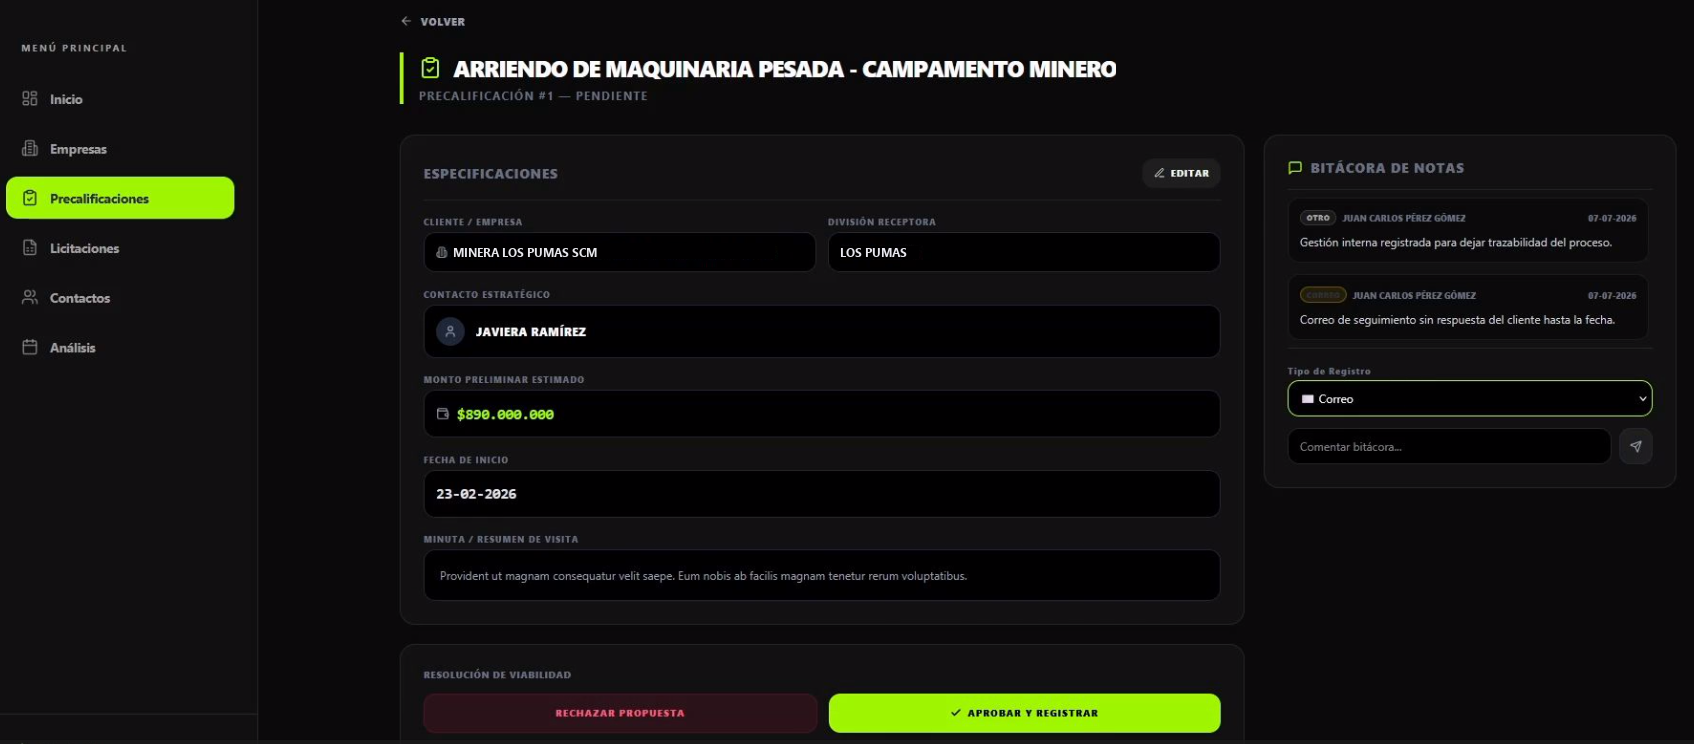 MENÚ PRINCIPAL
Inicio
Empresas
Precalificaciones
Licitaciones
Contactos
Análisis
VOLVER
ARRIENDO DE MAQUINARIA PESADA - CAMPAMENTO MINERO
PRECALIFICACIÓN #1 — PENDIENTE
ESPECIFICACIONES
EDITAR
CLIENTE / EMPRESA
MINERA LOS PUMAS SCM
DIVISIÓN RECEPTORA
LOS PUMAS
CONTACTO ESTRATÉGICO
JAVIERA RAMÍREZ
MONTO PRELIMINAR ESTIMADO
$890.000.000
FECHA DE INICIO
23-02-2026
MINUTA / RESUMEN DE VISITA
Provident ut magnam consequatur velit saepe. Eum nobis ab facilis magnam tenetur rerum voluptatibus.
RESOLUCIÓN DE VIABILIDAD
RECHAZAR PROPUESTA
APROBAR Y REGISTRAR
BITÁCORA DE NOTAS
OTRO JUAN CARLOS PÉREZ GÓMEZ 07-07-2026
Gestión interna registrada para dejar trazabilidad del proceso.
CORREO JUAN CARLOS PÉREZ GÓMEZ 07-07-2026
Correo de seguimiento sin respuesta del cliente hasta la fecha.
Tipo de Registro
Correo
Comentar bitácora...